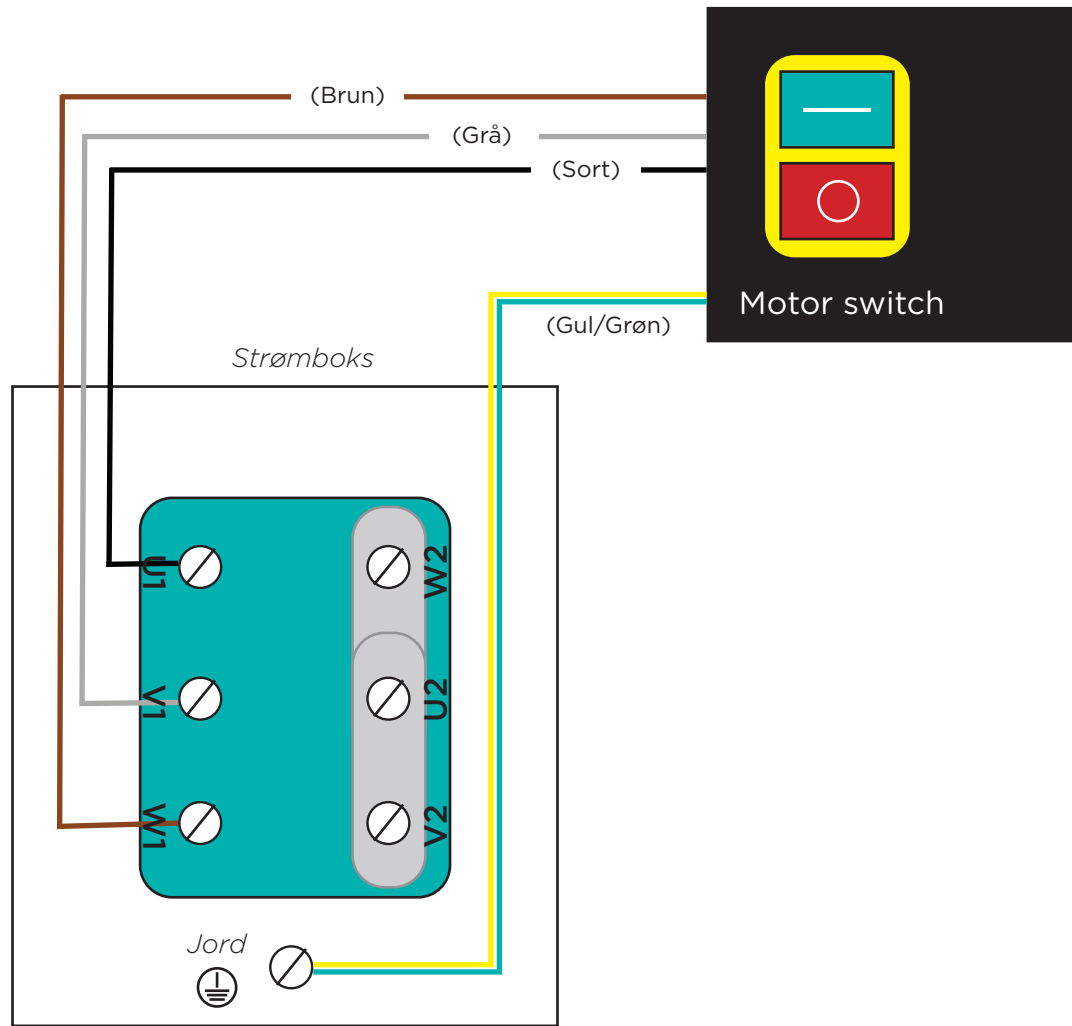 (Brun)
(Grå)
(Sort)
Motor switch
(Gul/Grøn)
Strømboks
U1
W2
V1
U2
W1
V2
Jord